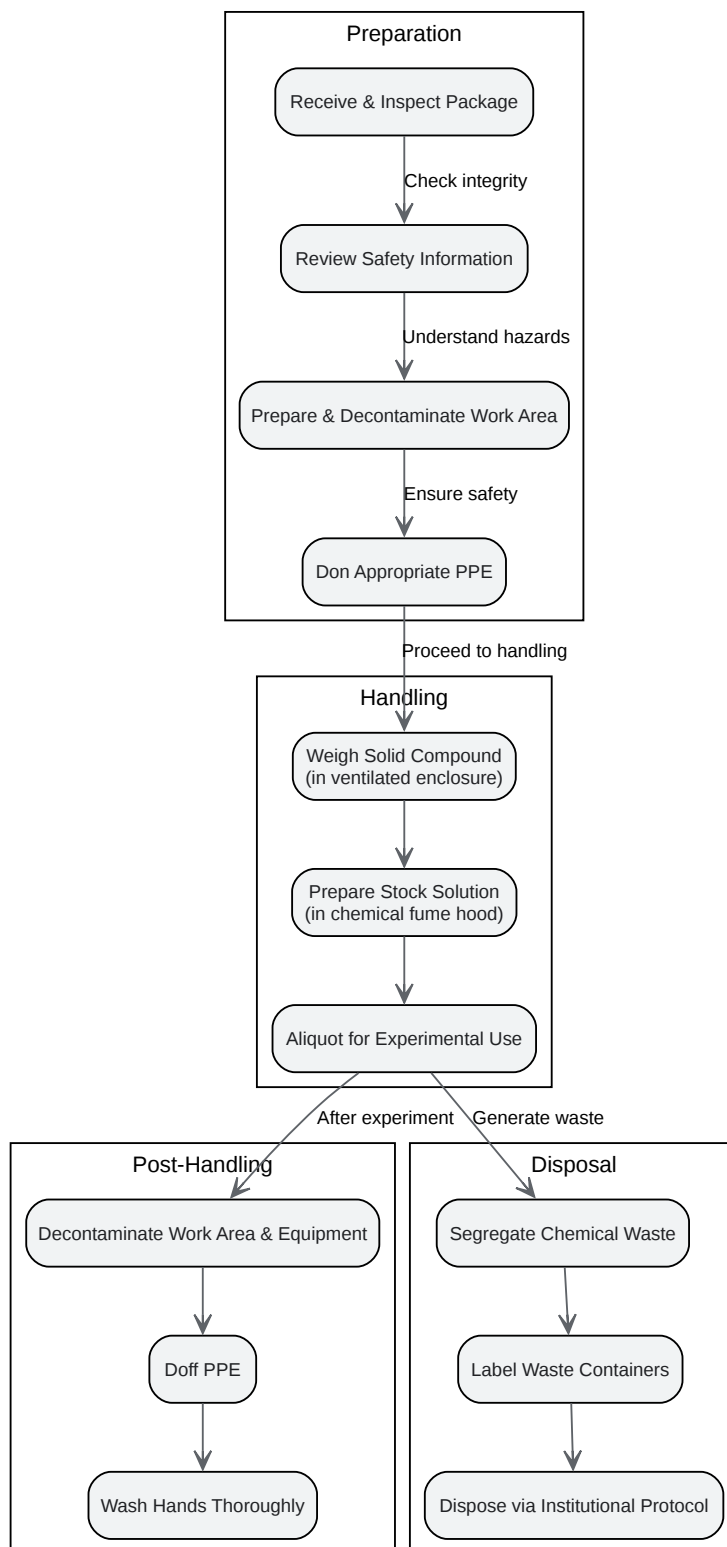 Preparation
Receive & Inspect Package
Check integrity
Review Safety Information
Understand hazards
Prepare & Decontaminate Work Area
Ensure safety
Don Appropriate PPE
Proceed to handling
Handling
Weigh Solid Compound
(in ventilated enclosure)
Prepare Stock Solution
(in chemical fume hood)
Aliquot for Experimental Use
After experiment
Generate waste
Post-Handling
Decontaminate Work Area & Equipment
Doff PPE
Wash Hands Thoroughly
Disposal
Segregate Chemical Waste
Label Waste Containers
Dispose via Institutional Protocol